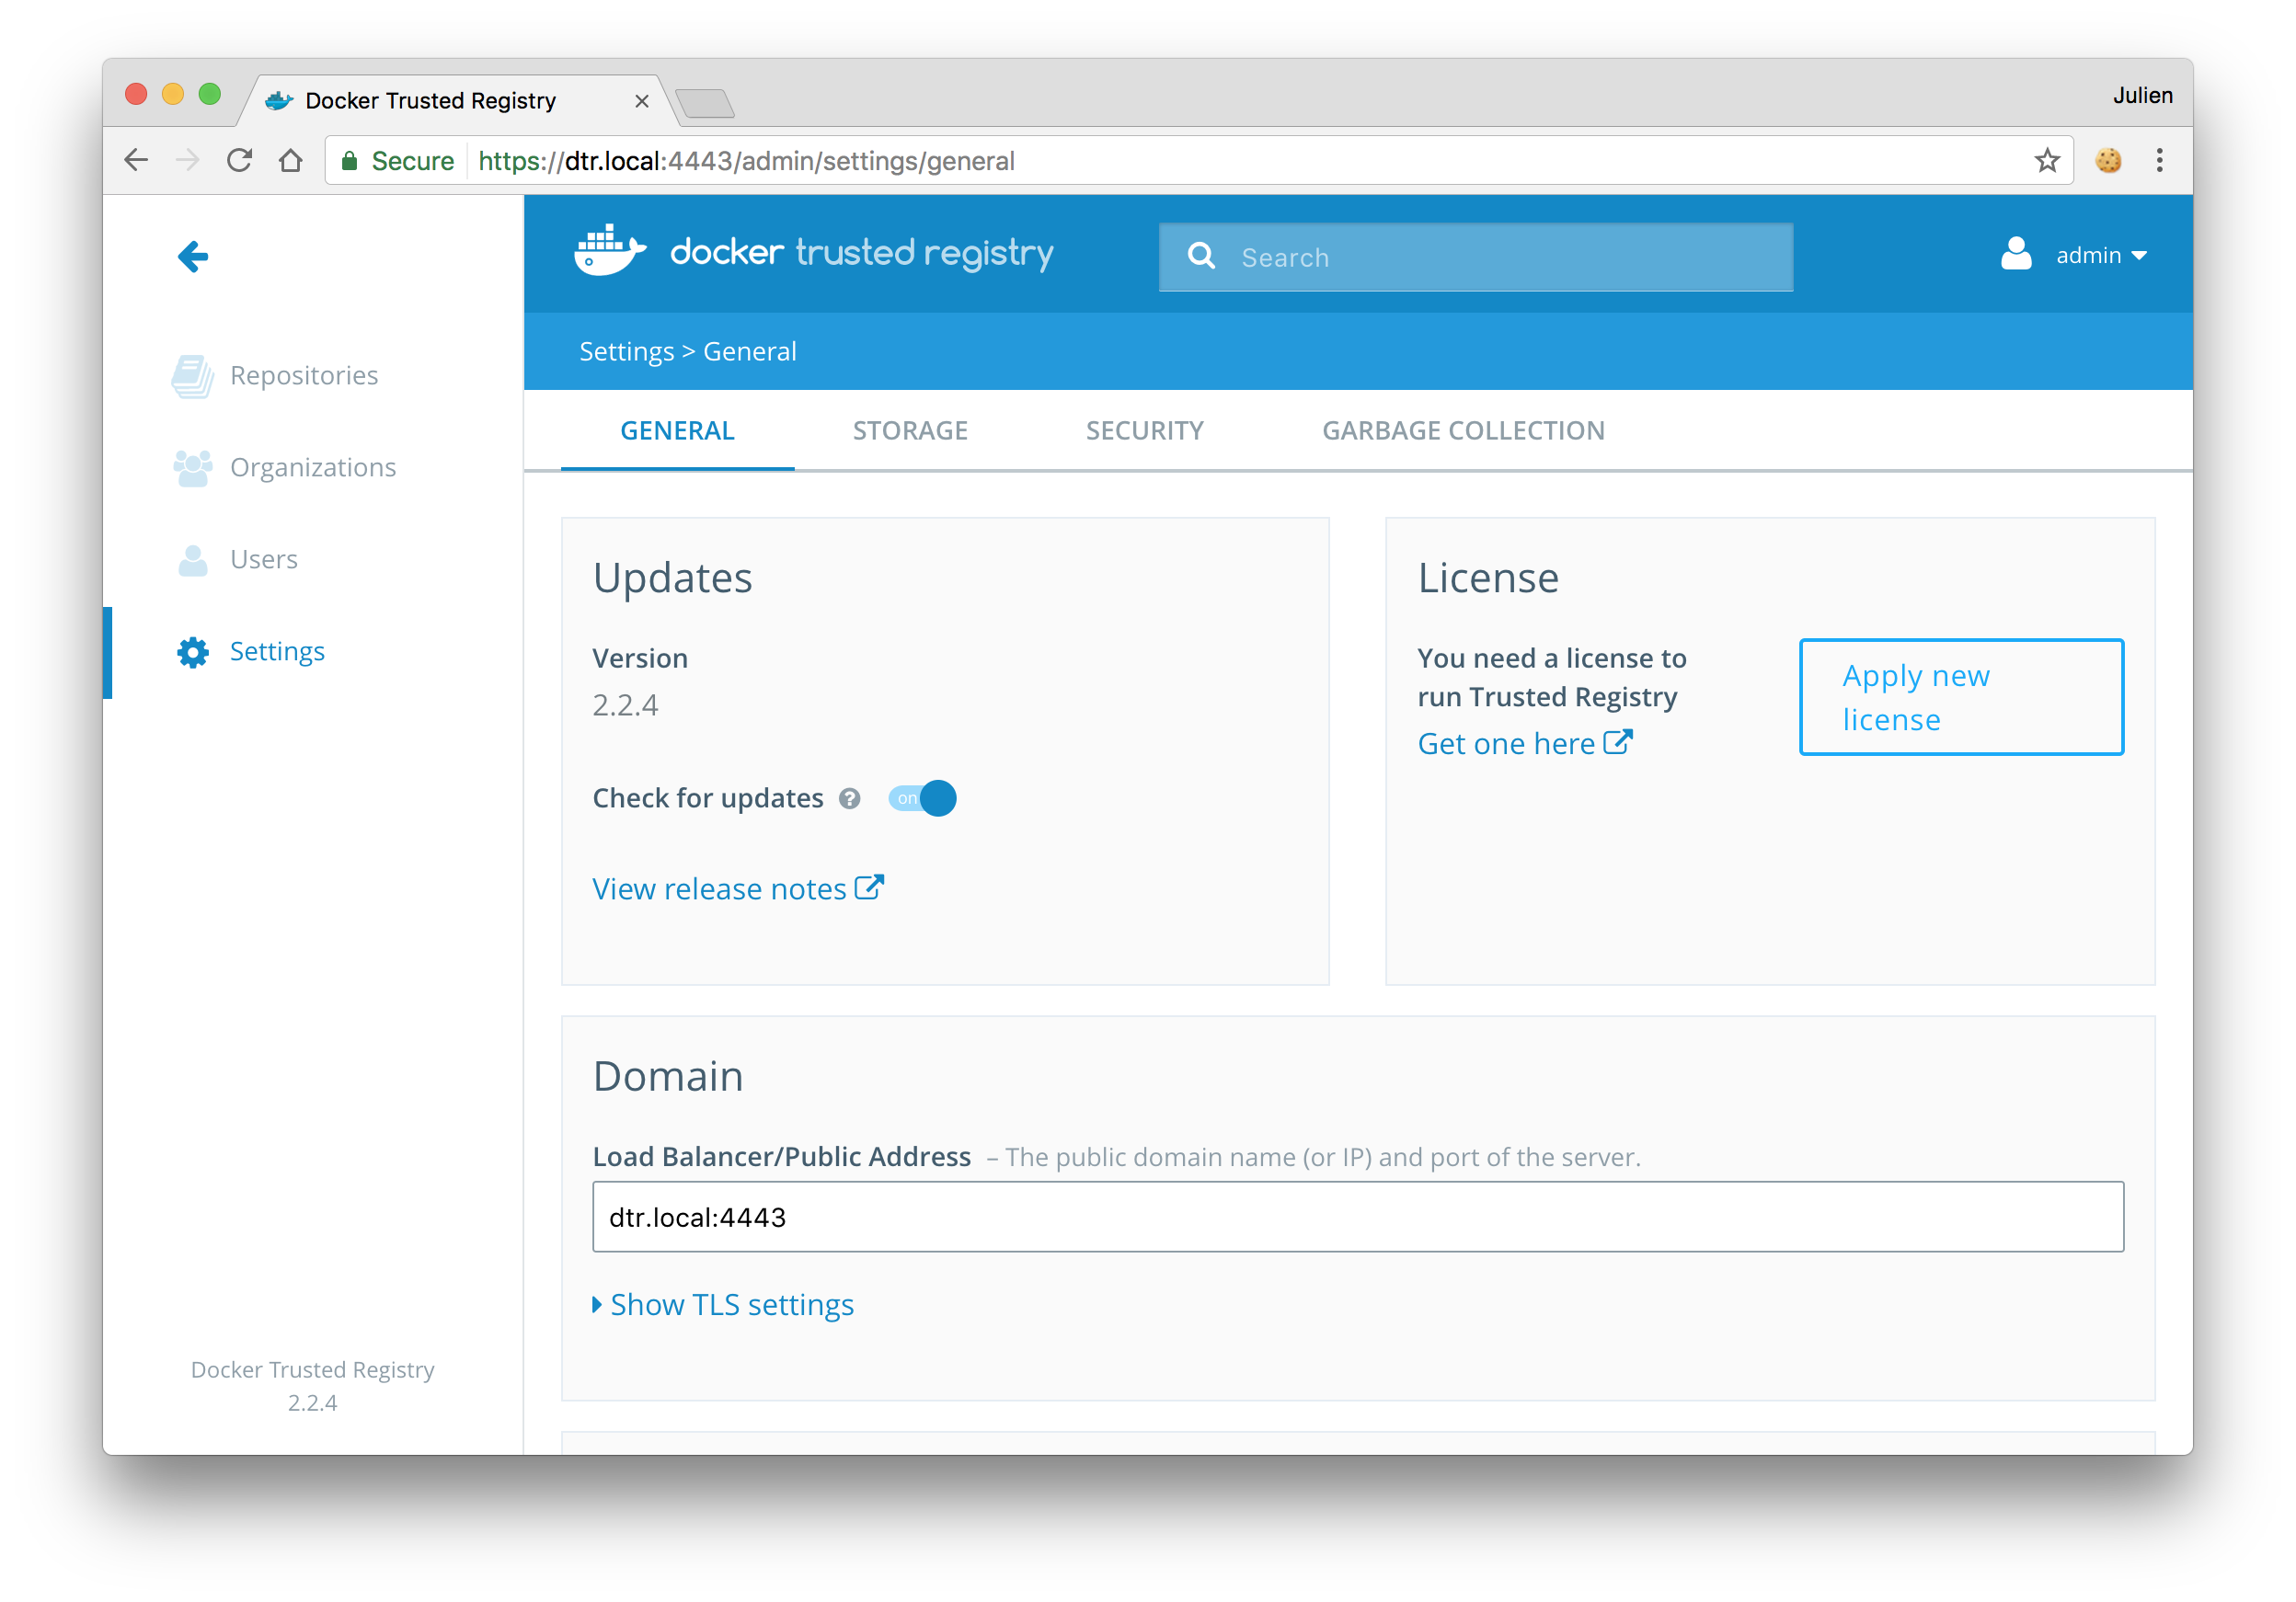 Docker Trusted Registry
Julien
Secure https://dtr.local:4443/admin/settings/general
docker trusted registry
Search
admin
Repositories
Organizations
Users
Settings
Docker Trusted Registry
2.2.4
Settings > General
GENERAL STORAGE SECURITY GARBAGE COLLECTION
Updates
Version
2.2.4
Check for updates ? on
View release notes
License
You need a license to
run Trusted Registry
Get one here
Apply new
license
Domain
Load Balancer/Public Address – The public domain name (or IP) and port of the server.
dtr.local:4443
Show TLS settings